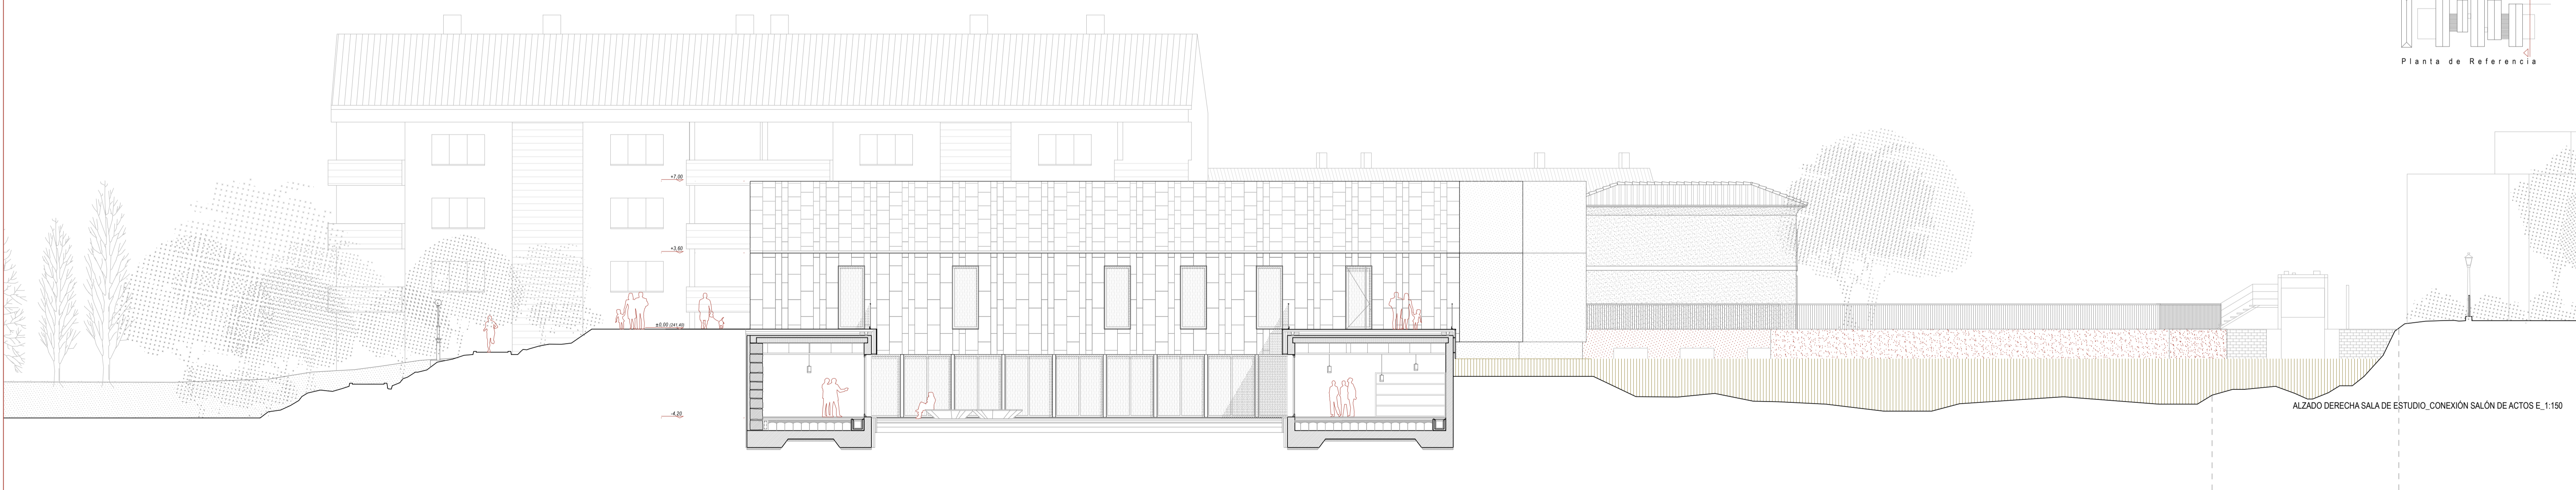 Planta de Referencia
+7,00
+3,60
±0,00 (241,45)
-4,20
ALZADO DERECHA SALA DE ESTUDIO_CONEXIÓN SALÓN DE ACTOS E_1:150